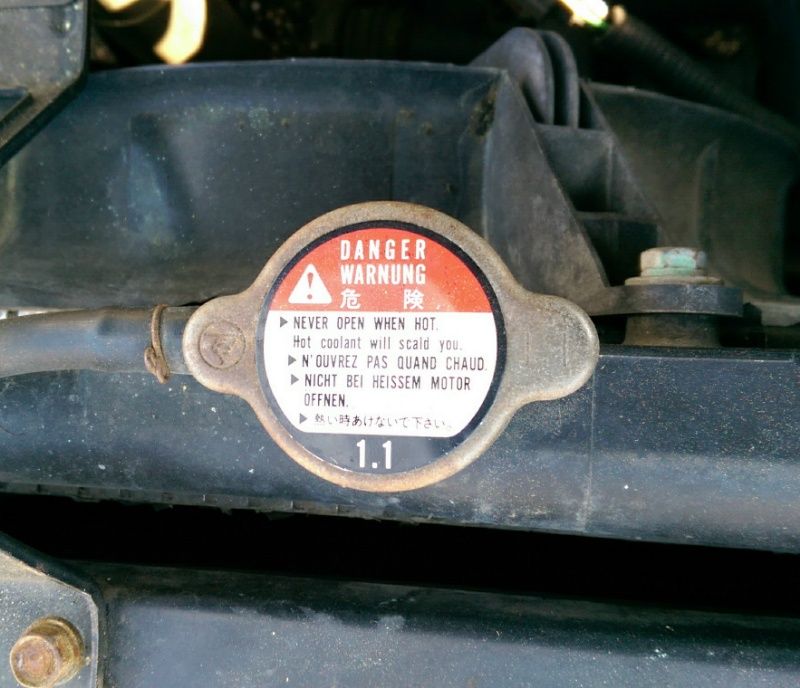 DANGER
WARNUNG
危 険
▶ NEVER OPEN WHEN HOT.
Hot coolant will scald you.
▶ N'OUVREZ PAS QUAND CHAUD.
▶ NICHT BEI HEISSEM MOTOR
OFFNEN.
▶ 熱い時あけないで下さい。
1.1